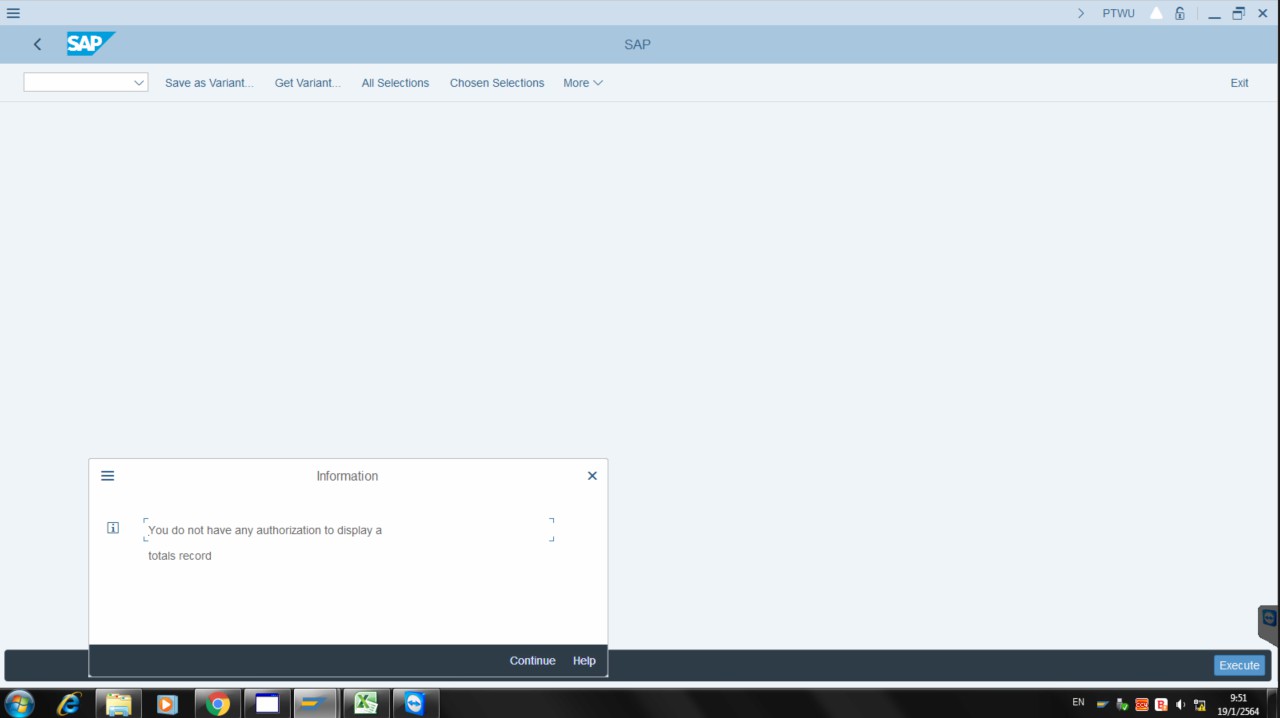 PTWU
SAP
SAP
Save as Variant... Get Variant... All Selections Chosen Selections More Exit
Information
You do not have any authorization to display a
totals record
Continue Help
Execute
EN
9:51
19/1/2564